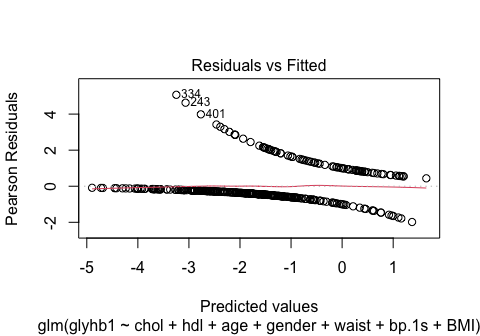 Residuals vs Fitted
Pearson Residuals
4
2
0
-2
334
243
401
-5 -4 -3 -2 -1 0 1
Predicted values
glm(glyhb1 ~ chol + hdl + age + gender + waist + bp.1s + BMI)